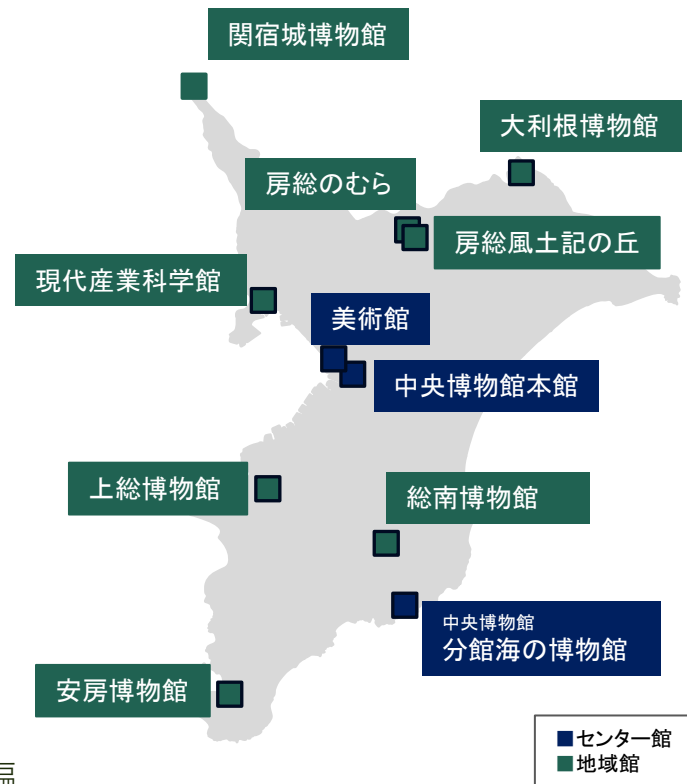 関宿城博物館
大利根博物館
房総のむら
房総風土記の丘
現代産業科学館
美術館
中央博物館本館
上総博物館
総南博物館
中央博物館
分館海の博物館
安房博物館
■センター館
■地域館